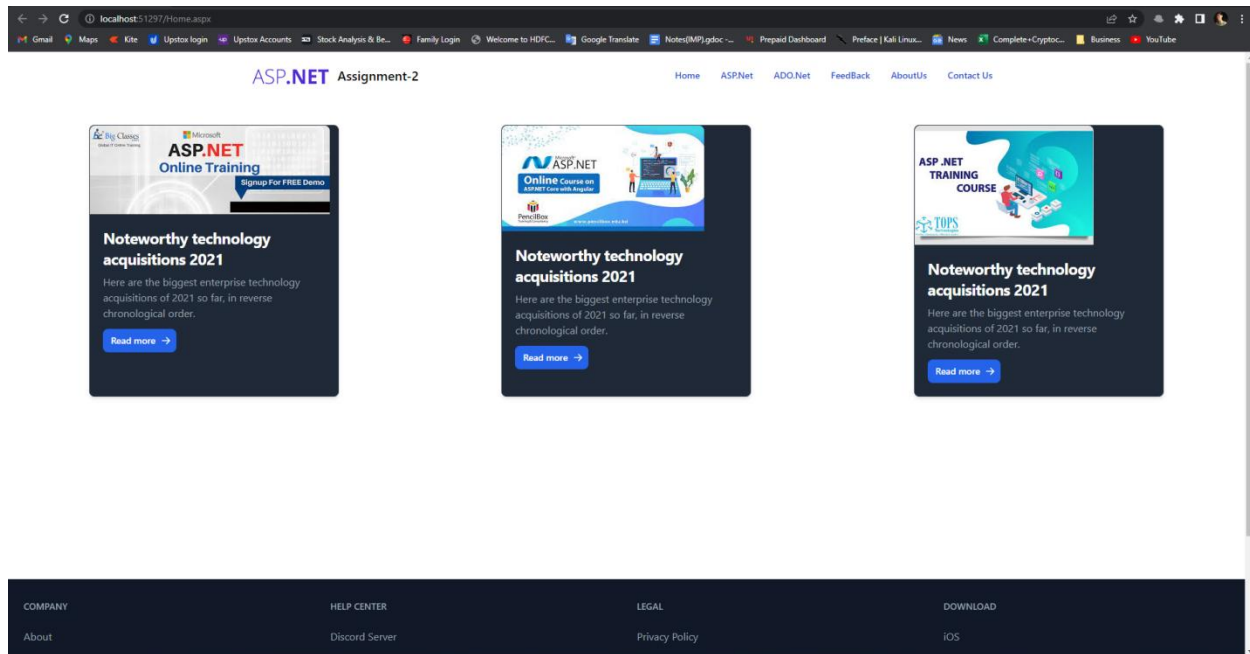 localhost:51297/Home.aspx
Gmail Maps Kite Upstox login Upstox Accounts Stock Analysis & Be... Family Login Welcome to HDFC... Google Translate Notes(IMP).gdoc -... Prepaid Dashboard Preface | Kali Linux... News Complete+Cryptoc... Business YouTube
ASP.NET Assignment-2 Home ASP.Net ADO.Net FeedBack AboutUs Contact Us
Big Classes
Microsoft
ASP.NET
Online Training
Signup For FREE Demo
Noteworthy technology
acquisitions 2021
Here are the biggest enterprise technology
acquisitions of 2021 so far, in reverse
chronological order.
Read more →
Microsoft
ASP.NET
Online Course on
ASP.NET Core with Angular
PencilBox
www.pencilbox.edu.bd
Noteworthy technology
acquisitions 2021
Here are the biggest enterprise technology
acquisitions of 2021 so far, in reverse
chronological order.
Read more →
ASP .NET
TRAINING
COURSE
TOPS
Noteworthy technology
acquisitions 2021
Here are the biggest enterprise technology
acquisitions of 2021 so far, in reverse
chronological order.
Read more →
COMPANY HELP CENTER LEGAL DOWNLOAD
About Discord Server Privacy Policy iOS